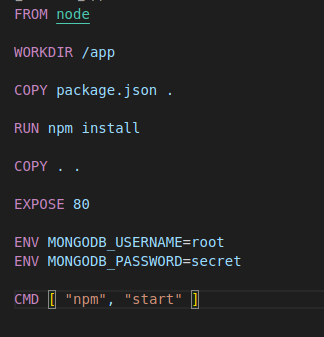 FROM node
WORKDIR /app
COPY package.json .
RUN npm install
COPY . .
EXPOSE 80
ENV MONGODB_USERNAME=root
ENV MONGODB_PASSWORD=secret
CMD [ "npm", "start" ]